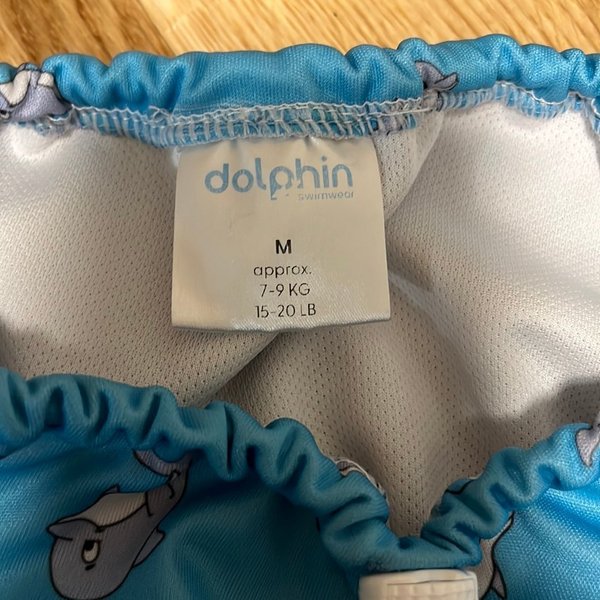 dolphin
swimwear
M
approx.
7-9 KG
15-20 LB